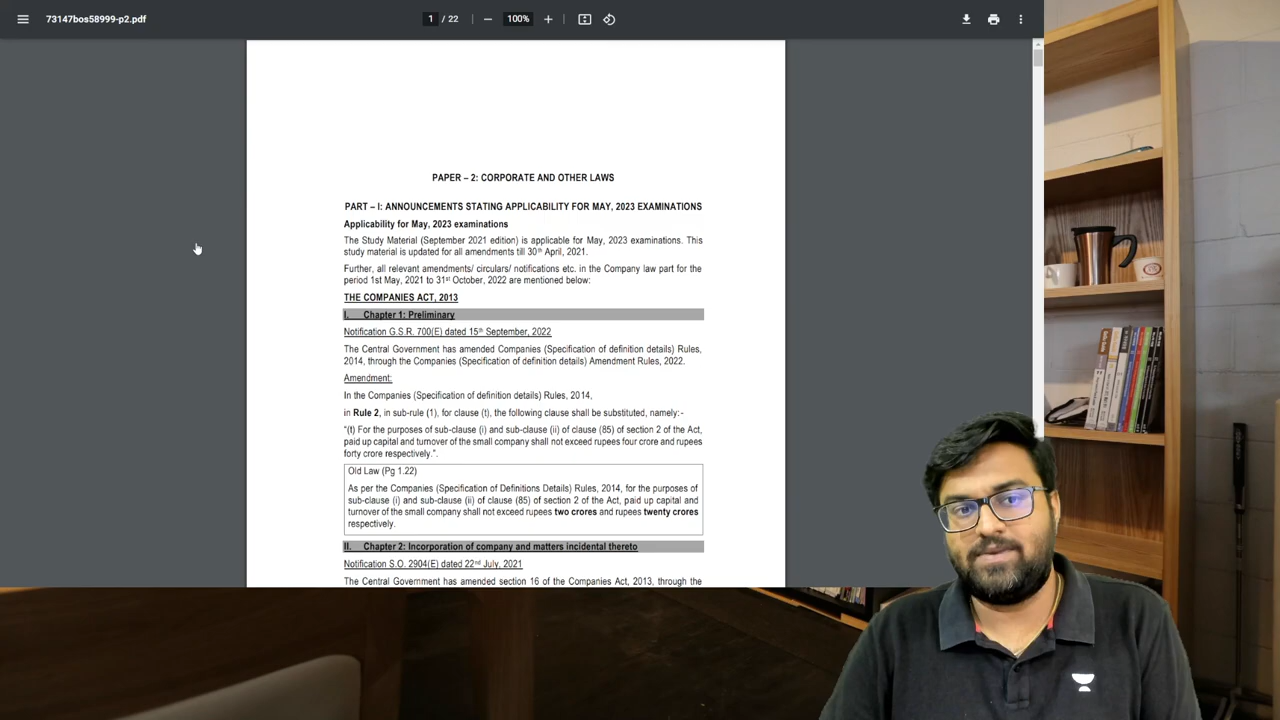 73147bos58999-p2.pdf
1 / 22
100%
PAPER – 2: CORPORATE AND OTHER LAWS
PART – I: ANNOUNCEMENTS STATING APPLICABILITY FOR MAY, 2023 EXAMINATIONS
Applicability for May, 2023 examinations
The Study Material (September 2021 edition) is applicable for May, 2023 examinations. This
study material is updated for all amendments till 30th April, 2021.
Further, all relevant amendments/ circulars/ notifications etc. in the Company law part for the
period 1st May, 2021 to 31st October, 2022 are mentioned below:
THE COMPANIES ACT, 2013
I. Chapter 1: Preliminary
Notification G.S.R. 700(E) dated 15th September, 2022
The Central Government has amended Companies (Specification of definition details) Rules,
2014, through the Companies (Specification of definition details) Amendment Rules, 2022.
Amendment:
In the Companies (Specification of definition details) Rules, 2014,
in Rule 2, in sub-rule (1), for clause (t), the following clause shall be substituted, namely:-
"(t) For the purposes of sub-clause (i) and sub-clause (ii) of clause (85) of section 2 of the Act,
paid up capital and turnover of the small company shall not exceed rupees four crore and rupees
forty crore respectively.".
Old Law (Pg 1.22)
As per the Companies (Specification of Definitions Details) Rules, 2014, for the purposes of
sub-clause (i) and sub-clause (ii) of clause (85) of section 2 of the Act, paid up capital and
turnover of the small company shall not exceed rupees two crores and rupees twenty crores
respectively.
II. Chapter 2: Incorporation of company and matters incidental thereto
Notification S.O. 2904(E) dated 22nd July, 2021
The Central Government has amended section 16 of the Companies Act, 2013, through the